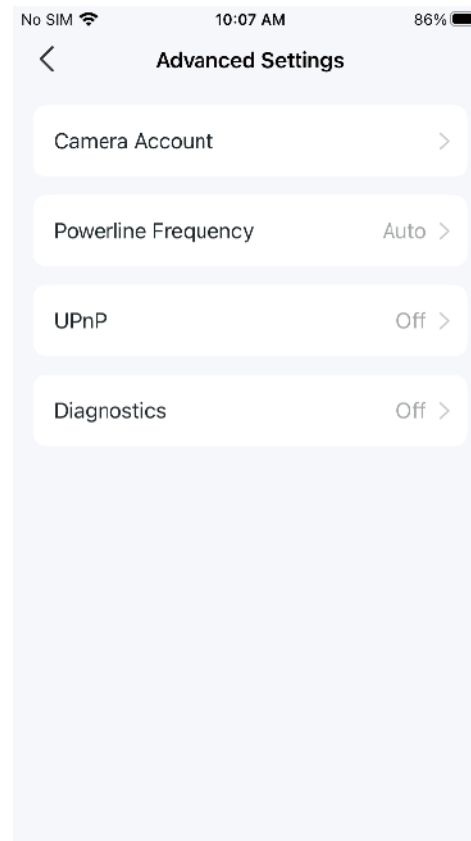 No SIM 10:07 AM 86%
Advanced Settings
Camera Account
Powerline Frequency Auto
UPnP Off
Diagnostics Off